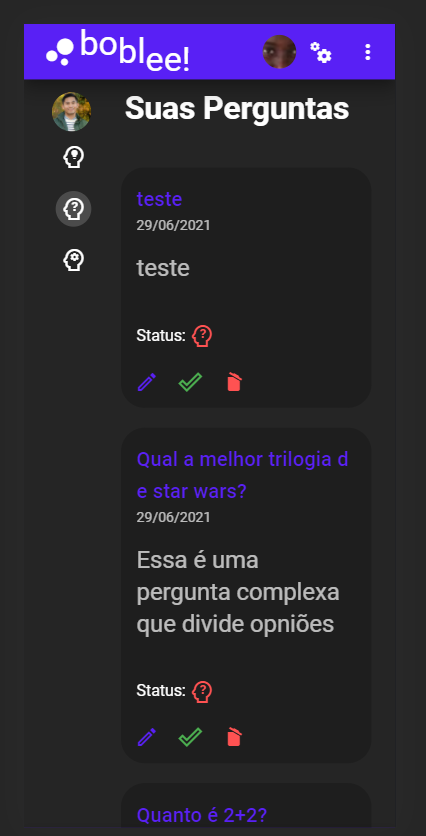 boblee!
Suas Perguntas
teste
29/06/2021
teste
Status:
Qual a melhor trilogia d
e star wars?
29/06/2021
Essa é uma
pergunta complexa
que divide opniões
Status:
Quanto é 2+2?